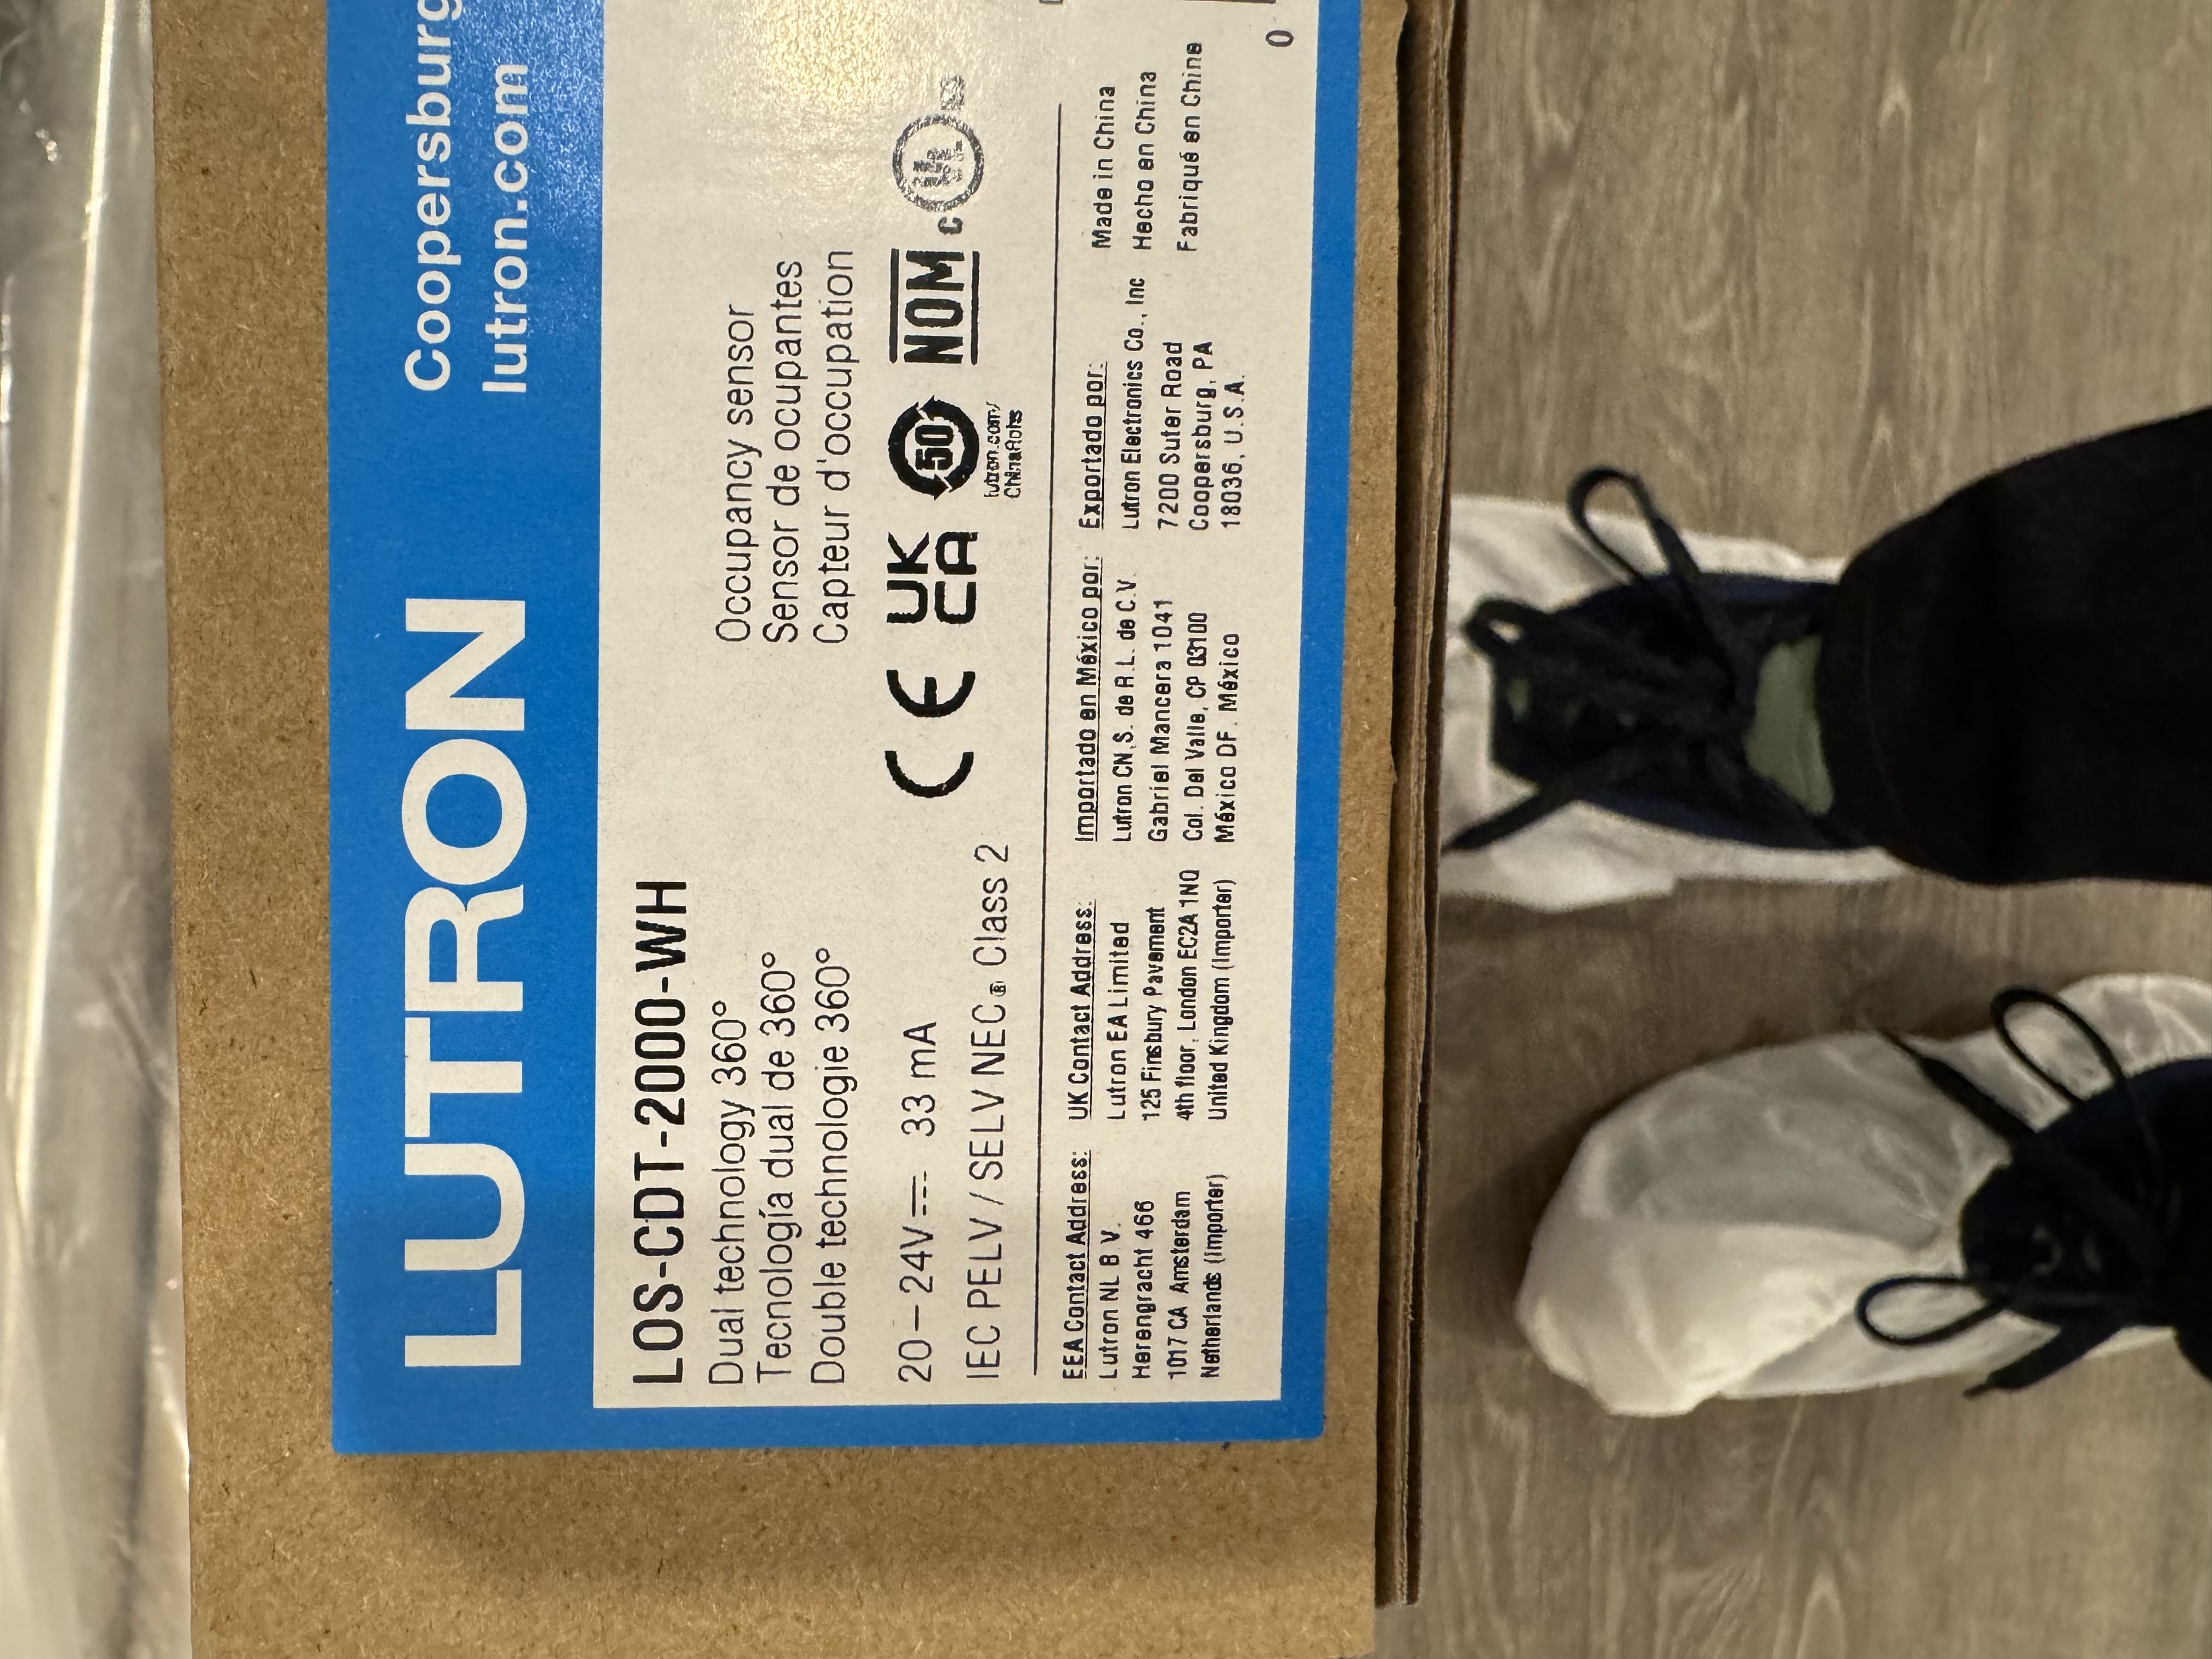 LUTRON
Coopersburg
lutron.com
LOS-CDT-2000-WH
Dual technology 360°
Tecnología dual de 360°
Double technologie 360°
Occupancy sensor
Sensor de ocupantes
Capteur d'occupation
20–24V⎓ 33 mA
IEC PELV / SELV NEC® Class 2
CE
UK
CA
50
lutron.com/
ChinaRohs
NOM
c UL
EEA Contact Address:
Lutron NL B V.
Herengracht 466
1017 CA Amsterdam
Netherlands (Importer)
UK Contact Address:
Lutron EA Limited
125 Finsbury Pavement
4th floor, London EC2A 1NQ
United Kingdom (Importer)
Importado en México por:
Lutron CN,S. de R.L. de C.V.
Gabriel Mancera 1041
Col. Del Valle, CP 03100
México DF. México
Exportado por:
Lutron Electronics Co., Inc
7200 Suter Road
Coopersburg, PA
18036, U.S.A.
Made in China
Hecho en China
Fabriqué en Chine
0